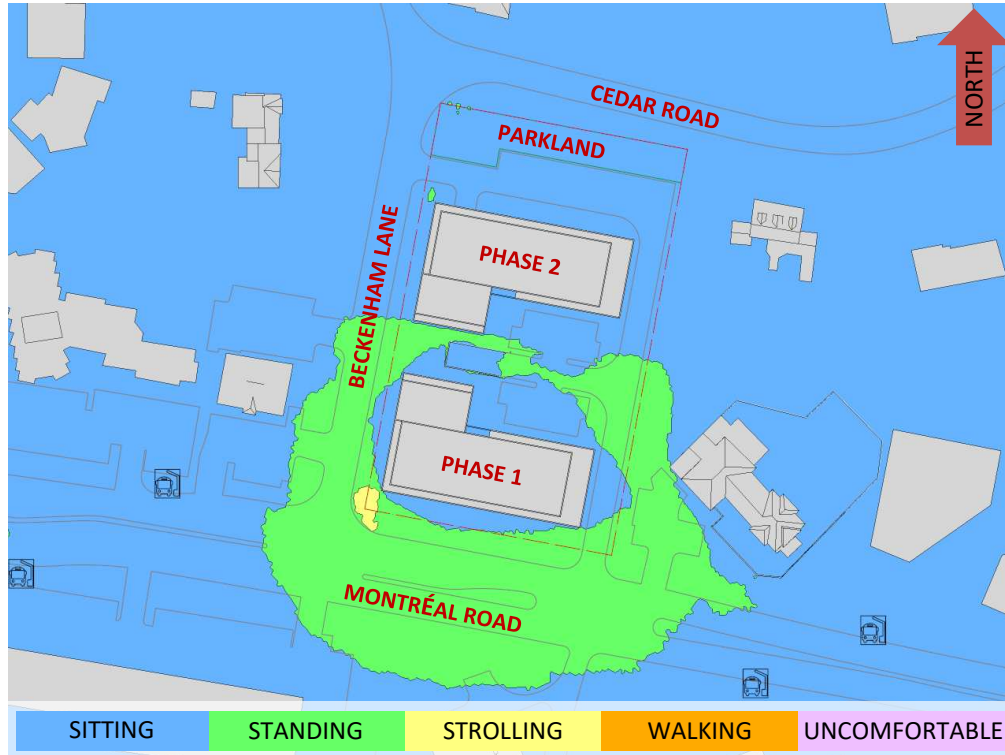 NORTH
CEDAR ROAD
PARKLAND
BECKENHAM LANE
PHASE 2
PHASE 1
MONTRÉAL ROAD
SITTING
STANDING
STROLLING
WALKING
UNCOMFORTABLE